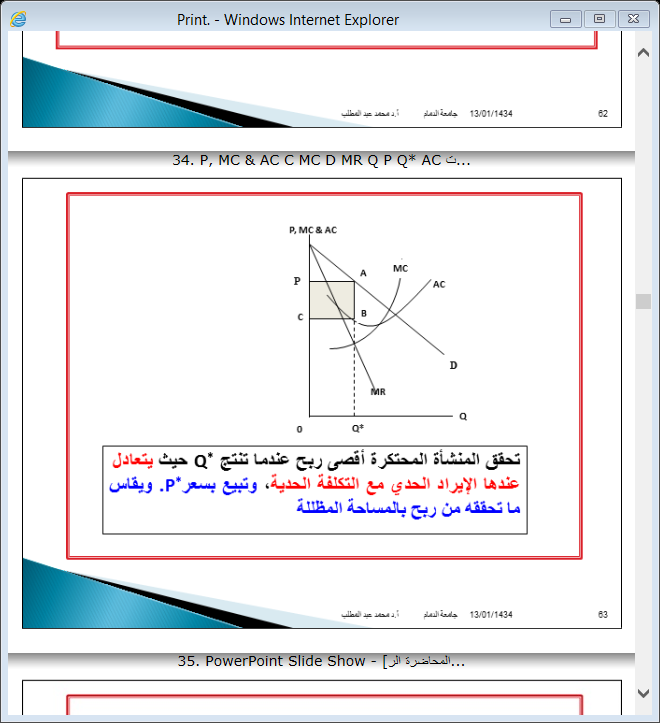 Print. - Windows Internet Explorer
62 13/01/1434 جامعة الدمام أ.د محمد عبد المطلب
34. P, MC & AC C MC D MR Q P Q* AC ث...
P, MC & AC
P
A
MC
AC
C
B
D
MR
Q
0
Q*
تحقق المنشأة المحتكرة أقصى ربح عندما تنتج Q* حيث يتعادل
عندها الإيراد الحدي مع التكلفة الحدية، وتبيع بسعر P*. ويقاس
ما تحققه من ربح بالمساحة المظللة
63 13/01/1434 جامعة الدمام أ.د محمد عبد المطلب
35. PowerPoint Slide Show - [المحاضرة الر...